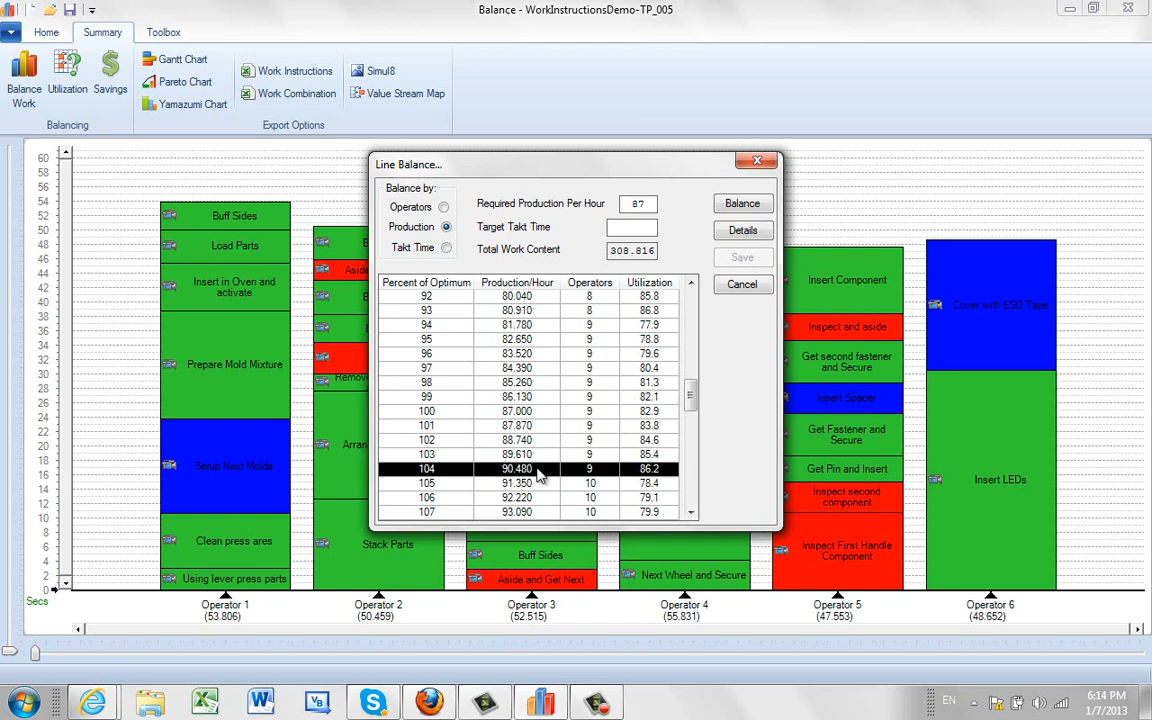 Balance - WorkInstructionsDemo-TP_005
Home Summary Toolbox
Balance Work
Utilization
Savings
Balancing
Gantt Chart
Pareto Chart
Yamazumi Chart
Work Instructions
Work Combination
Simul8
Value Stream Map
Export Options
60
58
56
54
52
50
48
46
44
42
40
38
36
34
32
30
28
26
24
22
20
18
16
14
12
10
8
6
4
2
0
Secs
Buff Sides
Load Parts
Insert in Oven and
activate
Prepare Mold Mixture
Setup Next Molds
Clean press ares
Using lever press parts
Operator 1
(53.806)
Stack Parts
Operator 2
(50.459)
Buff Sides
Aside and Get Next
Operator 3
(52.515)
Next Wheel and Secure
Operator 4
(55.831)
Insert Component
Inspect and aside
Get second fastener
and Secure
Insert Spacer
Get Fastener and
Secure
Get Pin and Insert
Inspect second
component
Inspect First Handle
Component
Operator 5
(47.553)
Cover with ESD Tape
Insert LEDs
Operator 6
(48.652)
Line Balance...
Balance by:
Operators
Production
Takt Time
Required Production Per Hour 87
Target Takt Time
Total Work Content 308.816
Balance
Details
Save
Cancel
Percent of Optimum Production/Hour Operators Utilization
92 80.040 8 85.8
93 80.910 8 86.8
94 81.780 9 77.9
95 82.650 9 78.8
96 83.520 9 79.6
97 84.390 9 80.4
98 85.260 9 81.3
99 86.130 9 82.1
100 87.000 9 82.9
101 87.870 9 83.8
102 88.740 9 84.6
103 89.610 9 85.4
104 90.480 9 86.2
105 91.350 10 78.4
106 92.220 10 79.1
107 93.090 10 79.9
EN
6:14 PM
1/7/2013